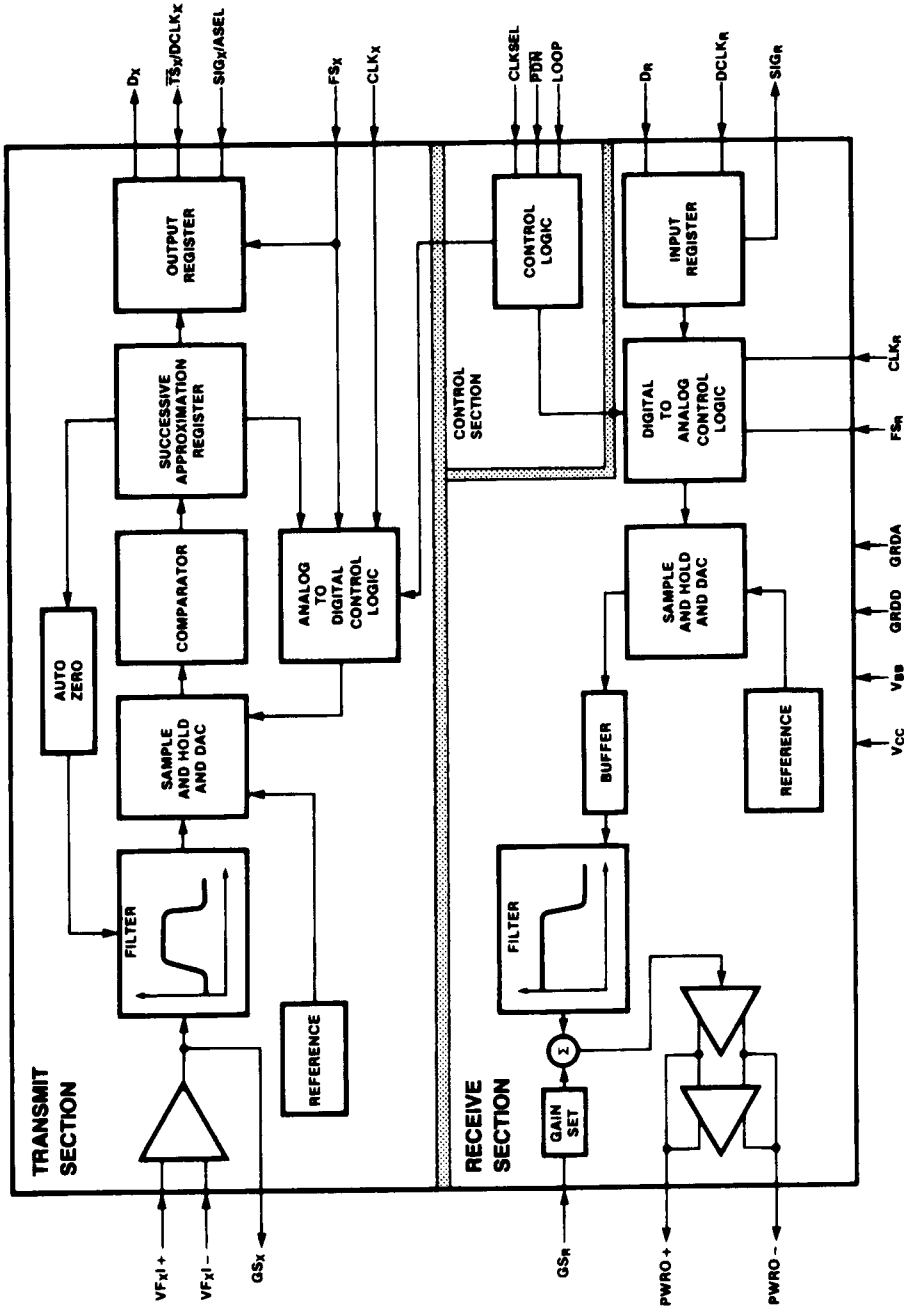 TRANSMIT
SECTION
VFXI+
VFXI−
GSX
REFERENCE
FILTER
AUTO
ZERO
SAMPLE
AND HOLD
AND DAC
COMPARATOR
SUCCESSIVE
APPROXIMATION
REGISTER
OUTPUT
REGISTER
ANALOG
TO
DIGITAL
CONTROL
LOGIC
DX
T̅S̅X/DCLKX
SIGX/ASEL
FSX
CLKX
CONTROL
SECTION
CONTROL
LOGIC
CLKSEL
P̅D̅N̅
LOOP
RECEIVE
SECTION
GSR
GAIN
SET
Σ
FILTER
BUFFER
SAMPLE
AND HOLD
AND DAC
DIGITAL
TO
ANALOG
CONTROL
LOGIC
INPUT
REGISTER
DR
DCLKR
SIGR
REFERENCE
PWRO+
PWRO−
VCC
VBB
GRDD
GRDA
FSR
CLKR